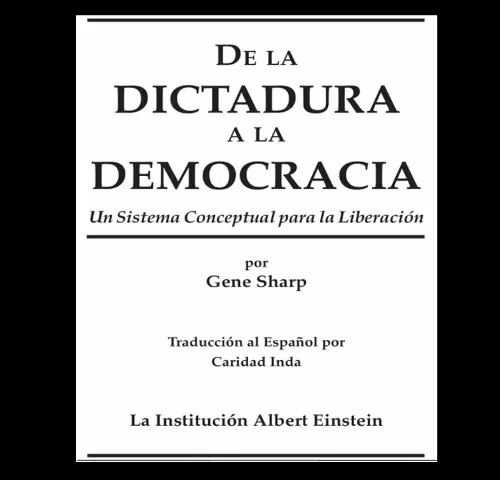 DE LA
DICTADURA
A LA
DEMOCRACIA
Un Sistema Conceptual para la Liberación
por
Gene Sharp
Traducción al Español por
Caridad Inda
La Institución Albert Einstein